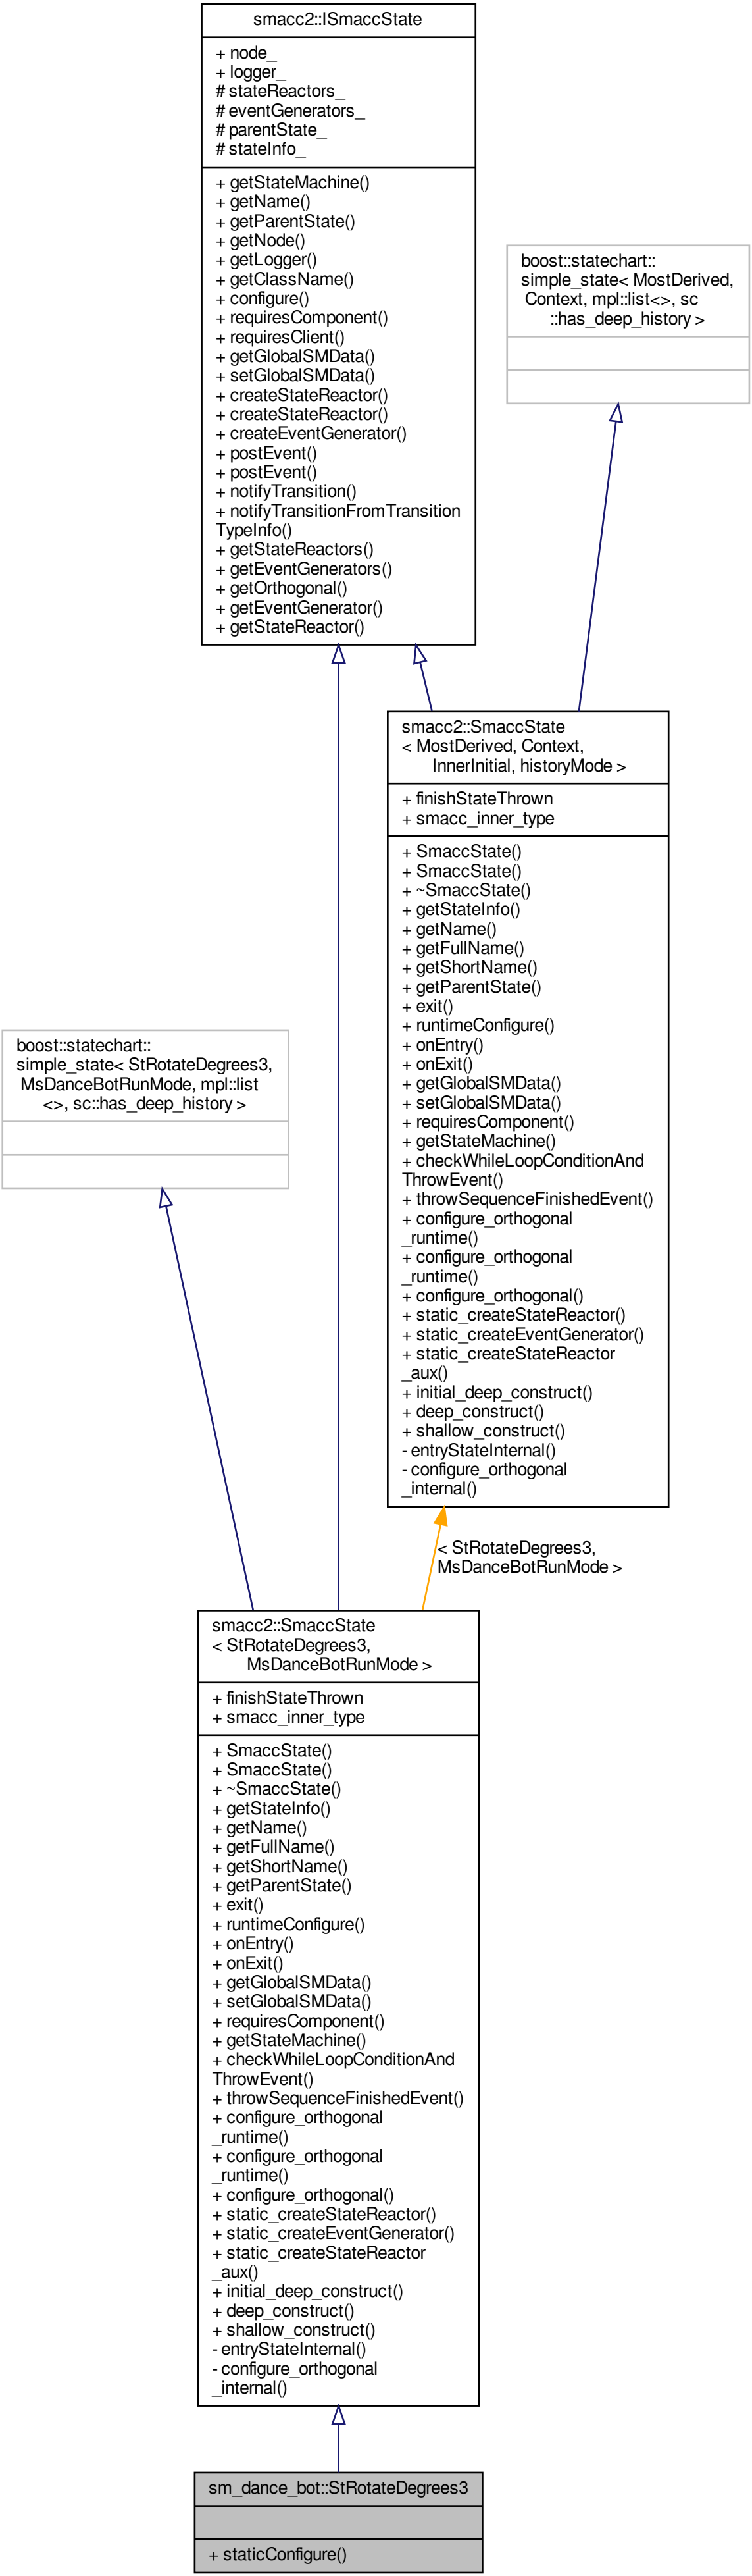 smacc2::ISmaccState
+ node_
+ logger_
# stateReactors_
# eventGenerators_
# parentState_
# stateInfo_
+ getStateMachine()
+ getName()
+ getParentState()
+ getNode()
+ getLogger()
+ getClassName()
+ configure()
+ requiresComponent()
+ requiresClient()
+ getGlobalSMData()
+ setGlobalSMData()
+ createStateReactor()
+ createStateReactor()
+ createEventGenerator()
+ postEvent()
+ postEvent()
+ notifyTransition()
+ notifyTransitionFromTransition
TypeInfo()
+ getStateReactors()
+ getEventGenerators()
+ getOrthogonal()
+ getEventGenerator()
+ getStateReactor()
boost::statechart::
simple_state< MostDerived,
Context, mpl::list<>, sc
::has_deep_history >
smacc2::SmaccState
< MostDerived, Context,
InnerInitial, historyMode >
+ finishStateThrown
+ smacc_inner_type
+ SmaccState()
+ SmaccState()
+ ~SmaccState()
+ getStateInfo()
+ getName()
+ getFullName()
+ getShortName()
+ getParentState()
+ exit()
+ runtimeConfigure()
+ onEntry()
+ onExit()
+ getGlobalSMData()
+ setGlobalSMData()
+ requiresComponent()
+ getStateMachine()
+ checkWhileLoopConditionAnd
ThrowEvent()
+ throwSequenceFinishedEvent()
+ configure_orthogonal
_runtime()
+ configure_orthogonal
_runtime()
+ configure_orthogonal()
+ static_createStateReactor()
+ static_createEventGenerator()
+ static_createStateReactor
_aux()
+ initial_deep_construct()
+ deep_construct()
+ shallow_construct()
- entryStateInternal()
- configure_orthogonal
_internal()
boost::statechart::
simple_state< StRotateDegrees3,
MsDanceBotRunMode, mpl::list
<>, sc::has_deep_history >
< StRotateDegrees3,
MsDanceBotRunMode >
smacc2::SmaccState
< StRotateDegrees3,
MsDanceBotRunMode >
+ finishStateThrown
+ smacc_inner_type
+ SmaccState()
+ SmaccState()
+ ~SmaccState()
+ getStateInfo()
+ getName()
+ getFullName()
+ getShortName()
+ getParentState()
+ exit()
+ runtimeConfigure()
+ onEntry()
+ onExit()
+ getGlobalSMData()
+ setGlobalSMData()
+ requiresComponent()
+ getStateMachine()
+ checkWhileLoopConditionAnd
ThrowEvent()
+ throwSequenceFinishedEvent()
+ configure_orthogonal
_runtime()
+ configure_orthogonal
_runtime()
+ configure_orthogonal()
+ static_createStateReactor()
+ static_createEventGenerator()
+ static_createStateReactor
_aux()
+ initial_deep_construct()
+ deep_construct()
+ shallow_construct()
- entryStateInternal()
- configure_orthogonal
_internal()
sm_dance_bot::StRotateDegrees3
+ staticConfigure()